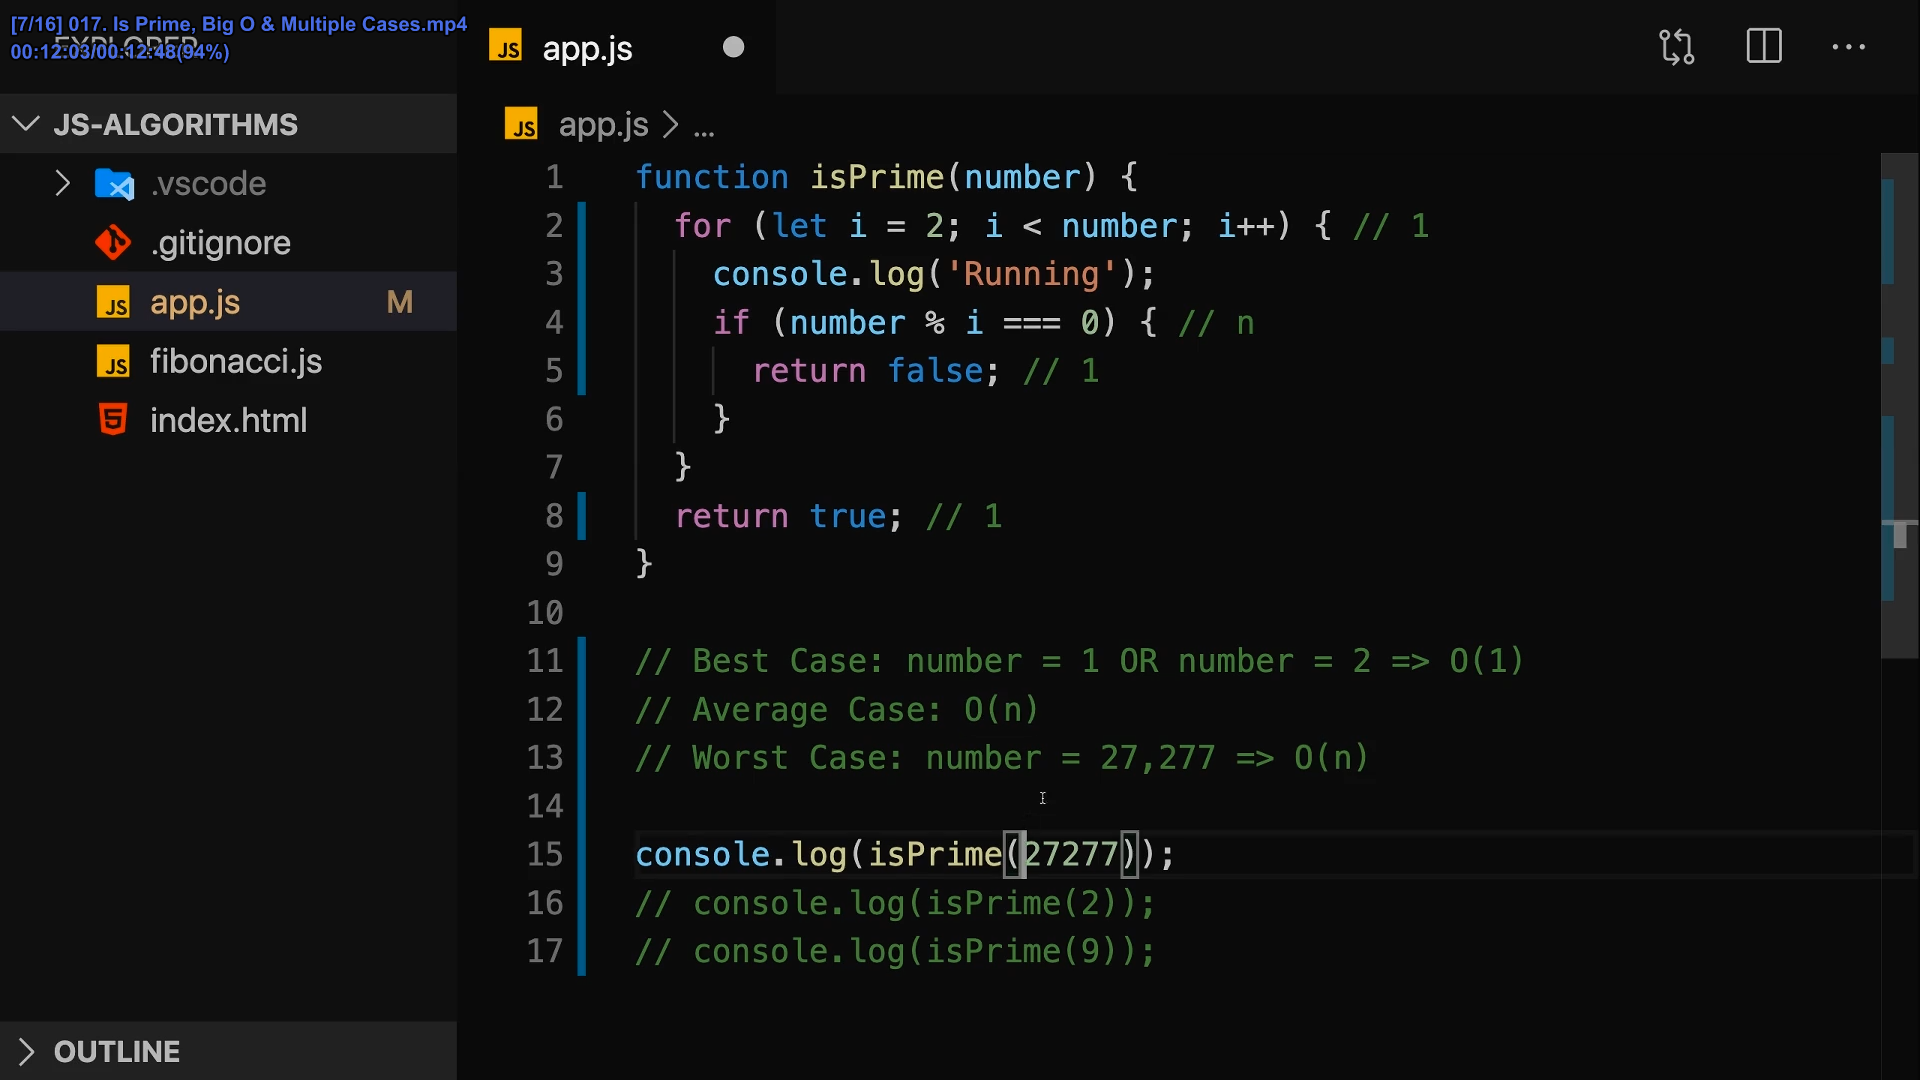 [7/16] 017. Is Prime, Big O & Multiple Cases.mp4
00:12:03/00:12:48(94%)
EXPLORER
JS-ALGORITHMS
.vscode
.gitignore
JS app.js M
JS fibonacci.js
index.html
OUTLINE
JS app.js
JS app.js > ...
1 function isPrime(number) {
2 for (let i = 2; i < number; i++) { // 1
3 console.log('Running');
4 if (number % i === 0) { // n
5 return false; // 1
6 }
7 }
8 return true; // 1
9 }
10
11 // Best Case: number = 1 OR number = 2 => O(1)
12 // Average Case: O(n)
13 // Worst Case: number = 27,277 => O(n)
14
15 console.log(isPrime(27277));
16 // console.log(isPrime(2));
17 // console.log(isPrime(9));